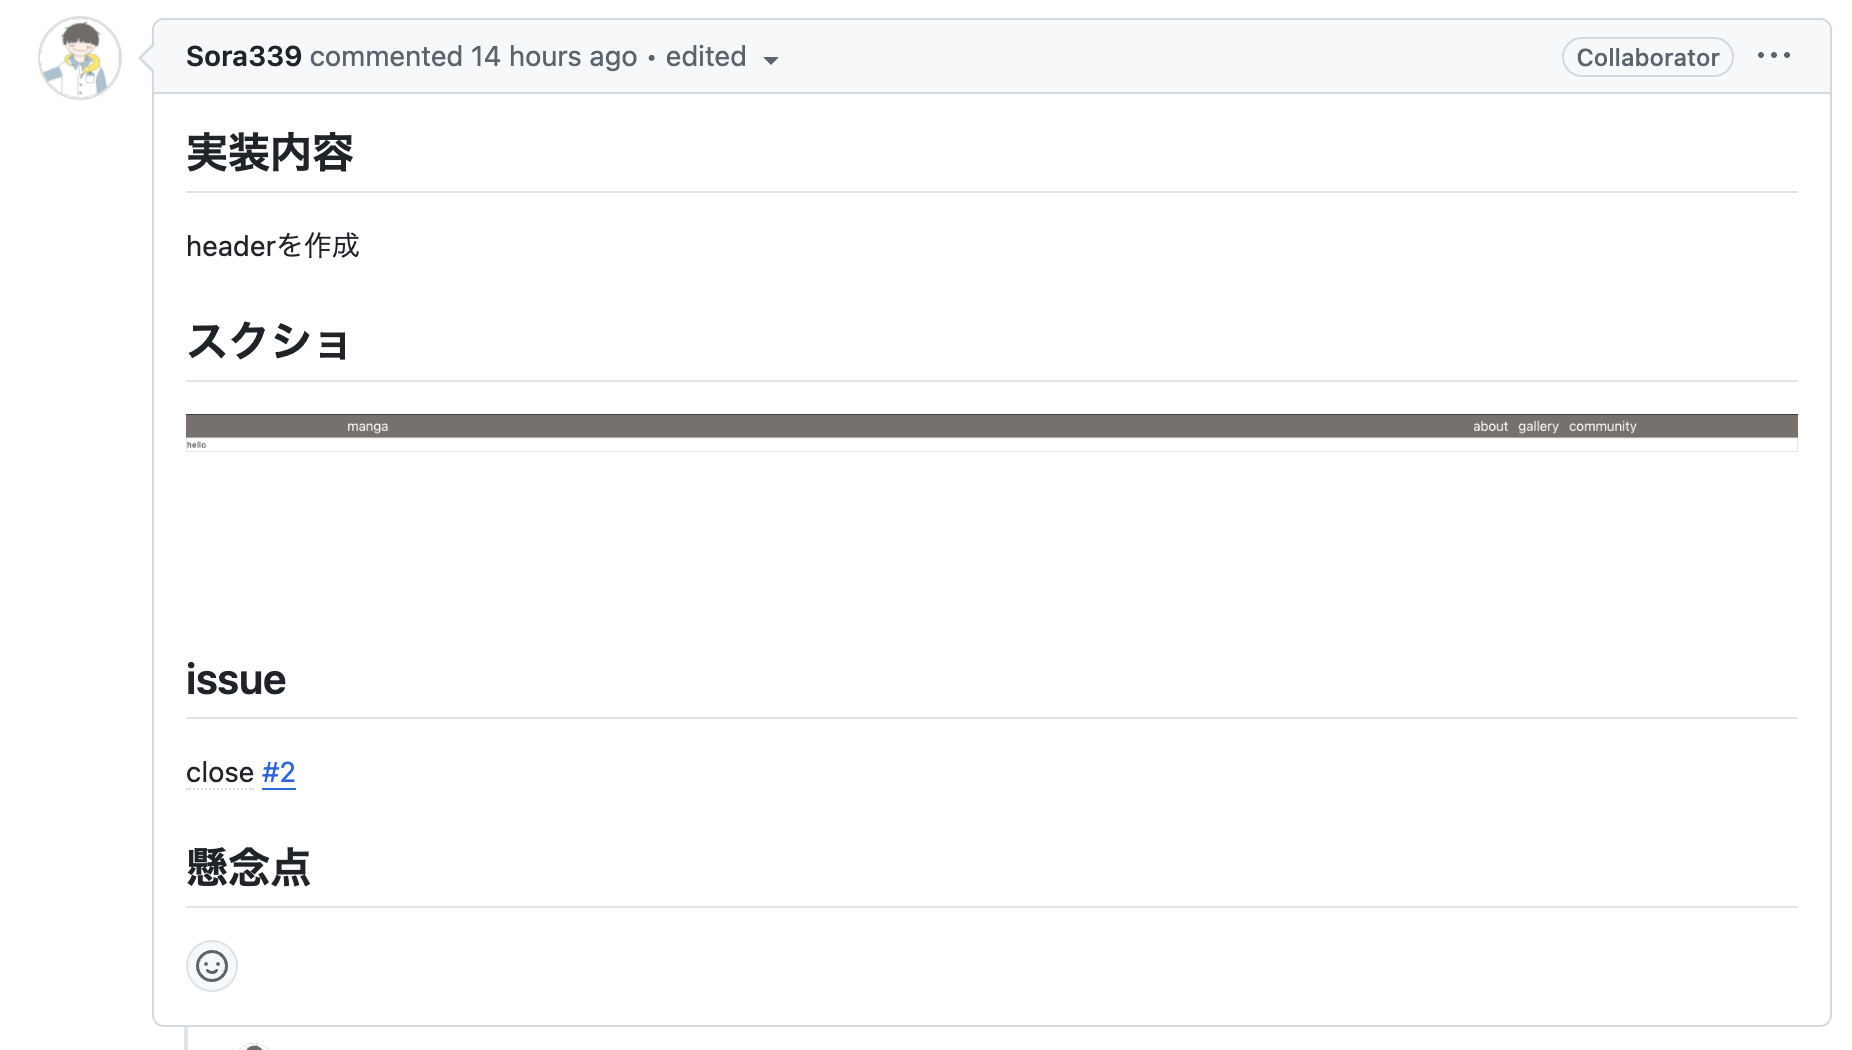 Sora339 commented 14 hours ago • edited
Collaborator
実装内容
headerを作成
スクショ
manga about gallery community
hello
issue
close #2
懸念点